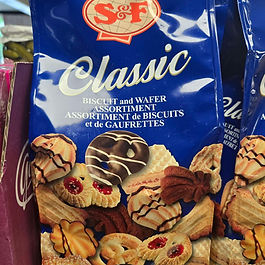 S&F
Classic
BISCUIT and WAFER
ASSORTMENT
ASSORTIMENT de BISCUITS
et de GAUFRETTES